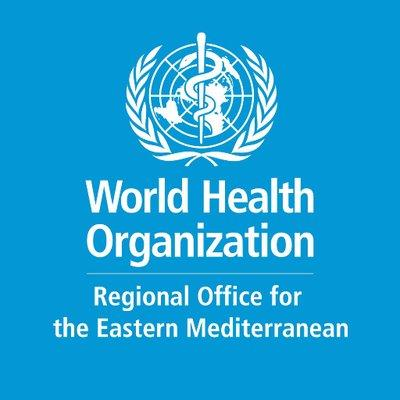 World Health
Organization
Regional Office for
the Eastern Mediterranean